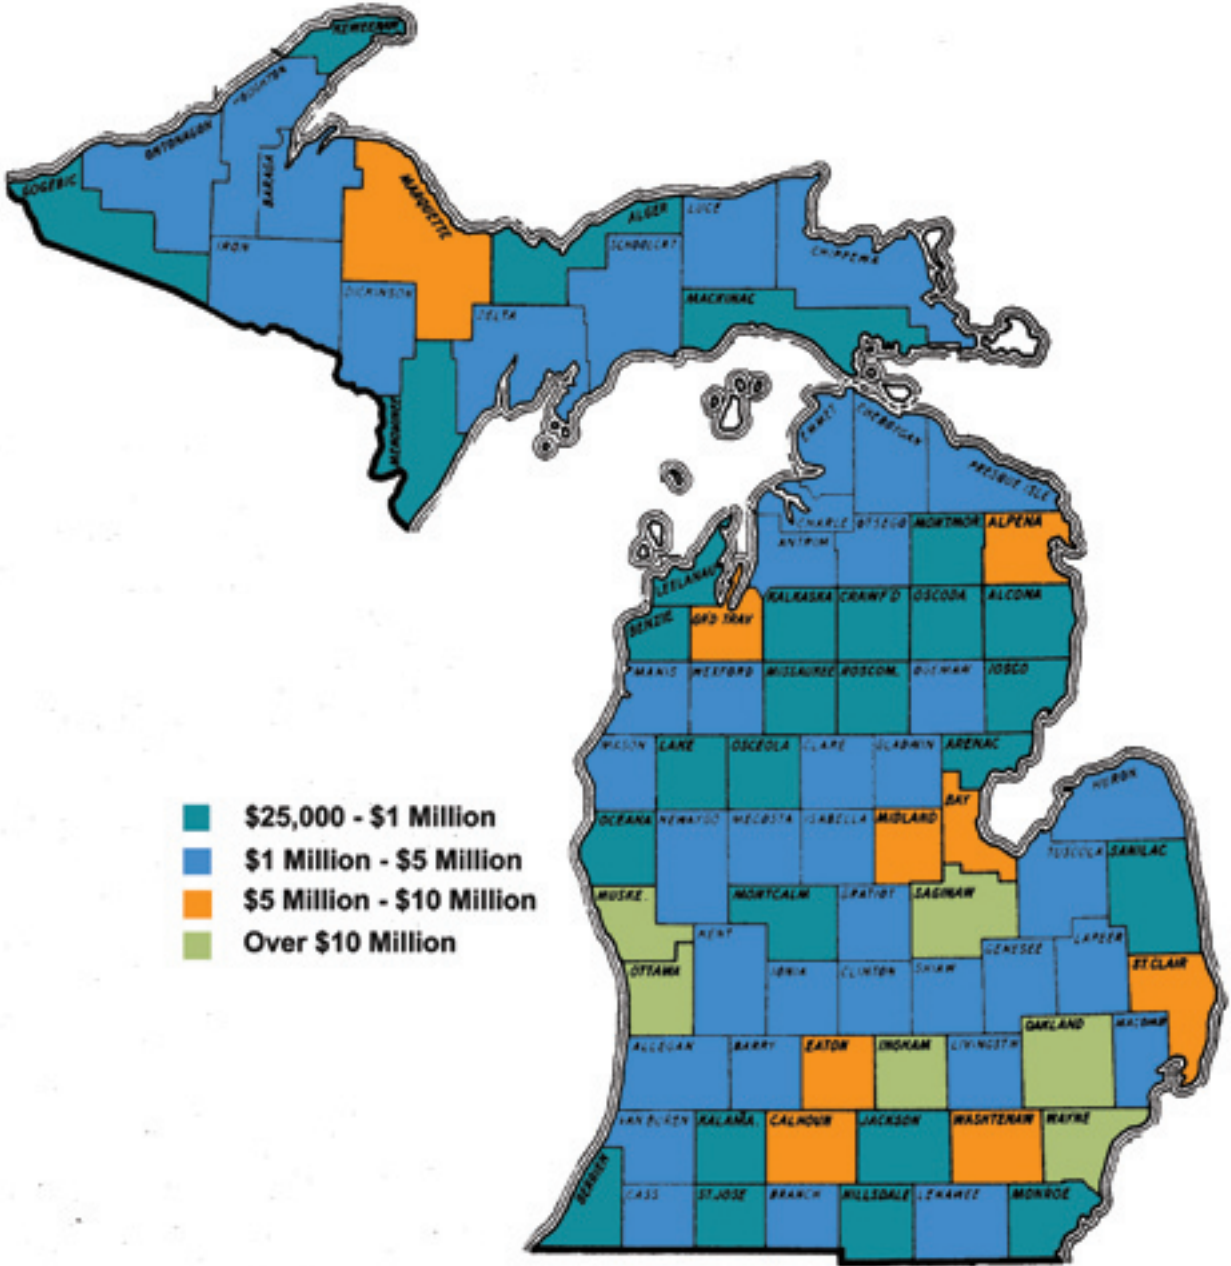 KEWEENAW
HOUGHTON
ONTONAGON
BARAGA
GOGEBIC
MARQUETTE
ALGER
LUCE
IRON
SCHOOLCRT
CHIPPEWA
DICKINSON
MACKINAC
DELTA
MENOMINEE
EMMET
CHEBOYGAN
PRESQUE ISLE
CHARLE
OTSEGO
MONTMOR
ALPENA
ANTRIM
LEELANAU
KALKASKA
CRAWF'D
OSCODA
ALCONA
BENZIE
GR'D TRAV
MANIS
WEXFORD
MISSAUKEE
ROSCOM.
OGEMAW
IOSCO
MASON
LAKE
OSCEOLA
CLARE
GLADWIN
ARENAC
HURON
BAY
OCEANA
NEWAYGO
MECOSTA
ISABELLA
MIDLAND
TUSCOLA
SANILAC
$25,000 - $1 Million
$1 Million - $5 Million
$5 Million - $10 Million
Over $10 Million
MUSKE.
MONTCALM
GRATIOT
SAGINAW
KENT
GENESEE
LAPEER
OTTAWA
IONIA
CLINTON
SHIAW
ST.CLAIR
OAKLAND
MACOMB
ALLEGAN
BARRY
EATON
INGHAM
LIVINGST'N
VAN BUREN
KALAMA.
CALHOUN
JACKSON
WASHTENAW
WAYNE
BERRIEN
CASS
ST.JOSE
BRANCH
HILLSDALE
LENAWEE
MONROE